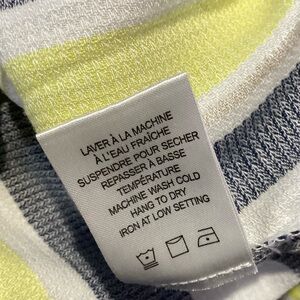 LAVER À LA MACHINE
À L'EAU FRAÎCHE
SUSPENDRE POUR SECHER
REPASSER À BASSE
TEMPÉRATURE
MACHINE WASH COLD
HANG TO DRY
IRON AT LOW SETTING